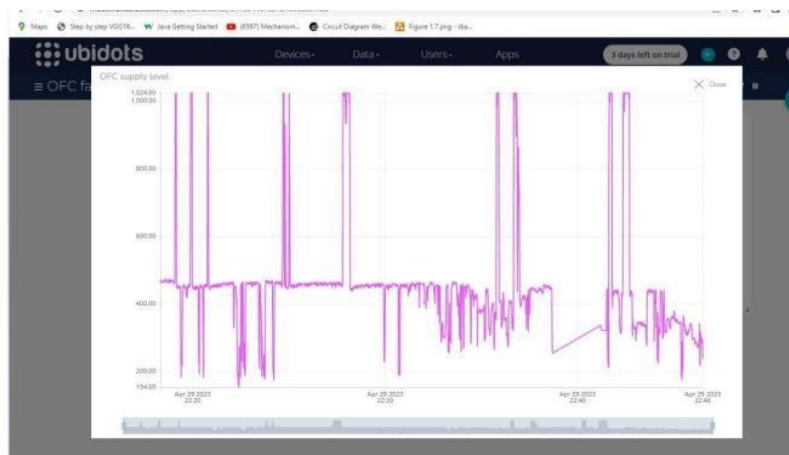 Maps Step by step VGG16... Java Getting Started (6597) Mechanism... Circuit Diagram We... Figure 1.7.png - dia...
ubidots Devices Data Users Apps 3 days left on trial
OFC fa
OFC supply level
Close
1,024.00
1,000.00
800.00
600.00
400.00
200.00
154.00
Apr 29 2023 Apr 29 2023 Apr 29 2023 Apr 29 2023
22:20 22:30 22:40 22:46